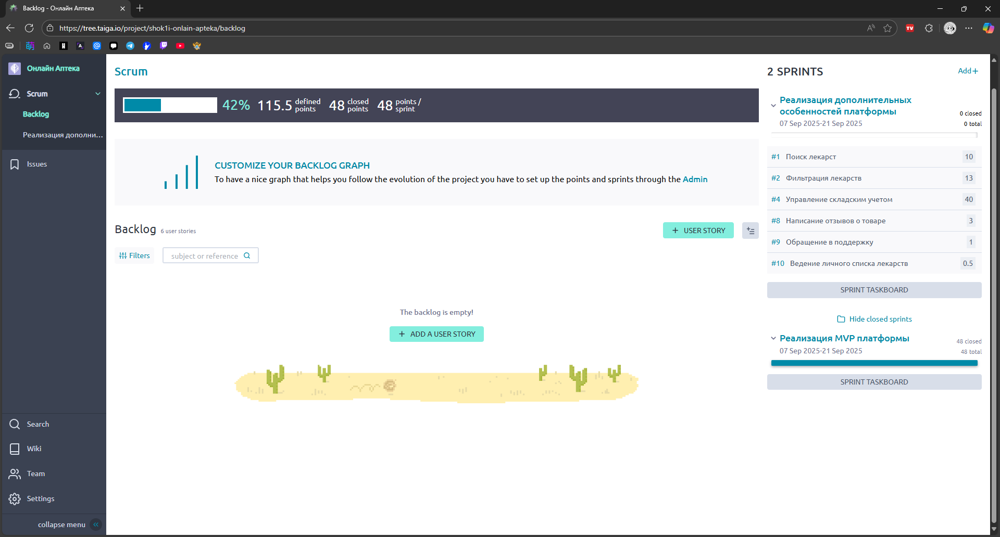 Backlog - Онлайн Аптека
https://tree.taiga.io/project/shok1i-onlain-apteka/backlog
Онлайн Аптека
Scrum
Backlog
Реализация дополни...
Issues
Search
Wiki
Team
Settings
collapse menu
Scrum
42% 115.5 defined points 48 closed points 48 points / sprint
CUSTOMIZE YOUR BACKLOG GRAPH
To have a nice graph that helps you follow the evolution of the project you have to set up the points and sprints through the Admin
Backlog 6 user stories
+ USER STORY
Filters
subject or reference
The backlog is empty!
+ ADD A USER STORY
2 SPRINTS
Add+
Реализация дополнительных
особенностей платформы
0 closed
07 Sep 2025-21 Sep 2025
0 total
#1 Поиск лекарст 10
#2 Фильтрация лекарств 13
#4 Управление складским учетом 40
#8 Написание отзывов о товаре 3
#9 Обращение в поддержку 1
#10 Ведение личного списка лекарств 0.5
SPRINT TASKBOARD
Hide closed sprints
Реализация MVP платформы
48 closed
07 Sep 2025-21 Sep 2025
48 total
SPRINT TASKBOARD